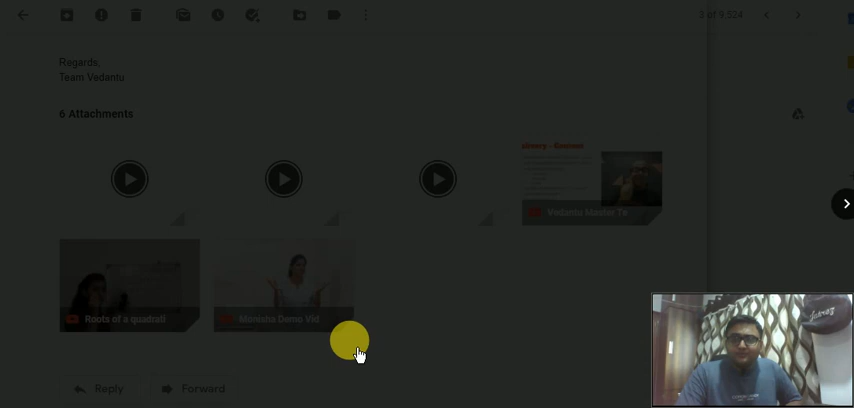 3 of 9,524
Regards,
Team Vedantu
6 Attachments
Vedantu Master Te
Roots of a quadrati
Manisha Demo Vid
Reply
Forward